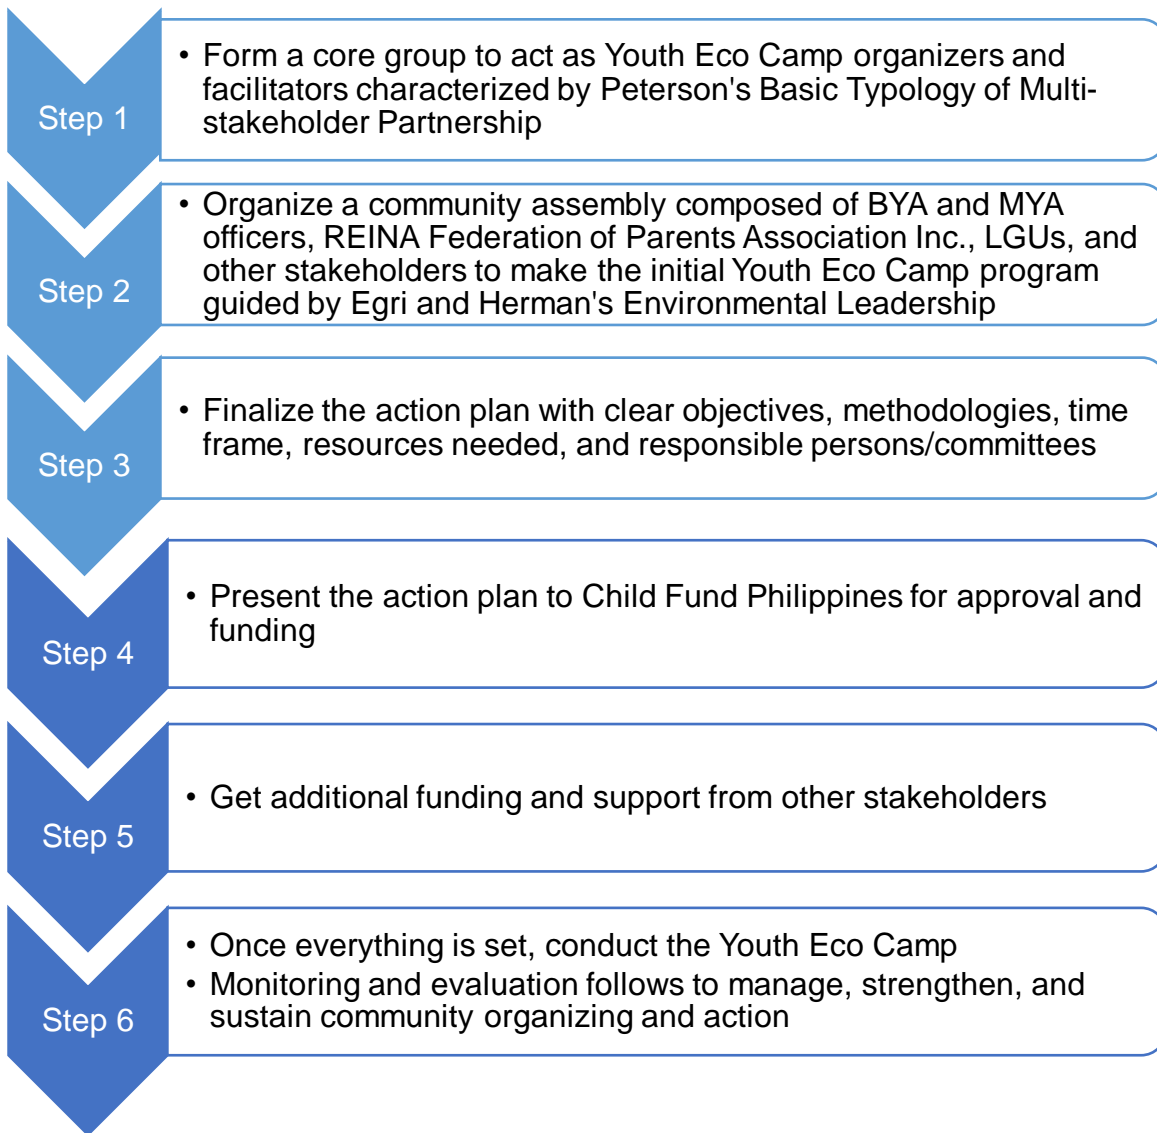 Step 1
• Form a core group to act as Youth Eco Camp organizers and
facilitators characterized by Peterson's Basic Typology of Multi-
stakeholder Partnership
Step 2
• Organize a community assembly composed of BYA and MYA
officers, REINA Federation of Parents Association Inc., LGUs, and
other stakeholders to make the initial Youth Eco Camp program
guided by Egri and Herman's Environmental Leadership
Step 3
• Finalize the action plan with clear objectives, methodologies, time
frame, resources needed, and responsible persons/committees
Step 4
• Present the action plan to Child Fund Philippines for approval and
funding
Step 5
• Get additional funding and support from other stakeholders
Step 6
• Once everything is set, conduct the Youth Eco Camp
• Monitoring and evaluation follows to manage, strengthen, and
sustain community organizing and action